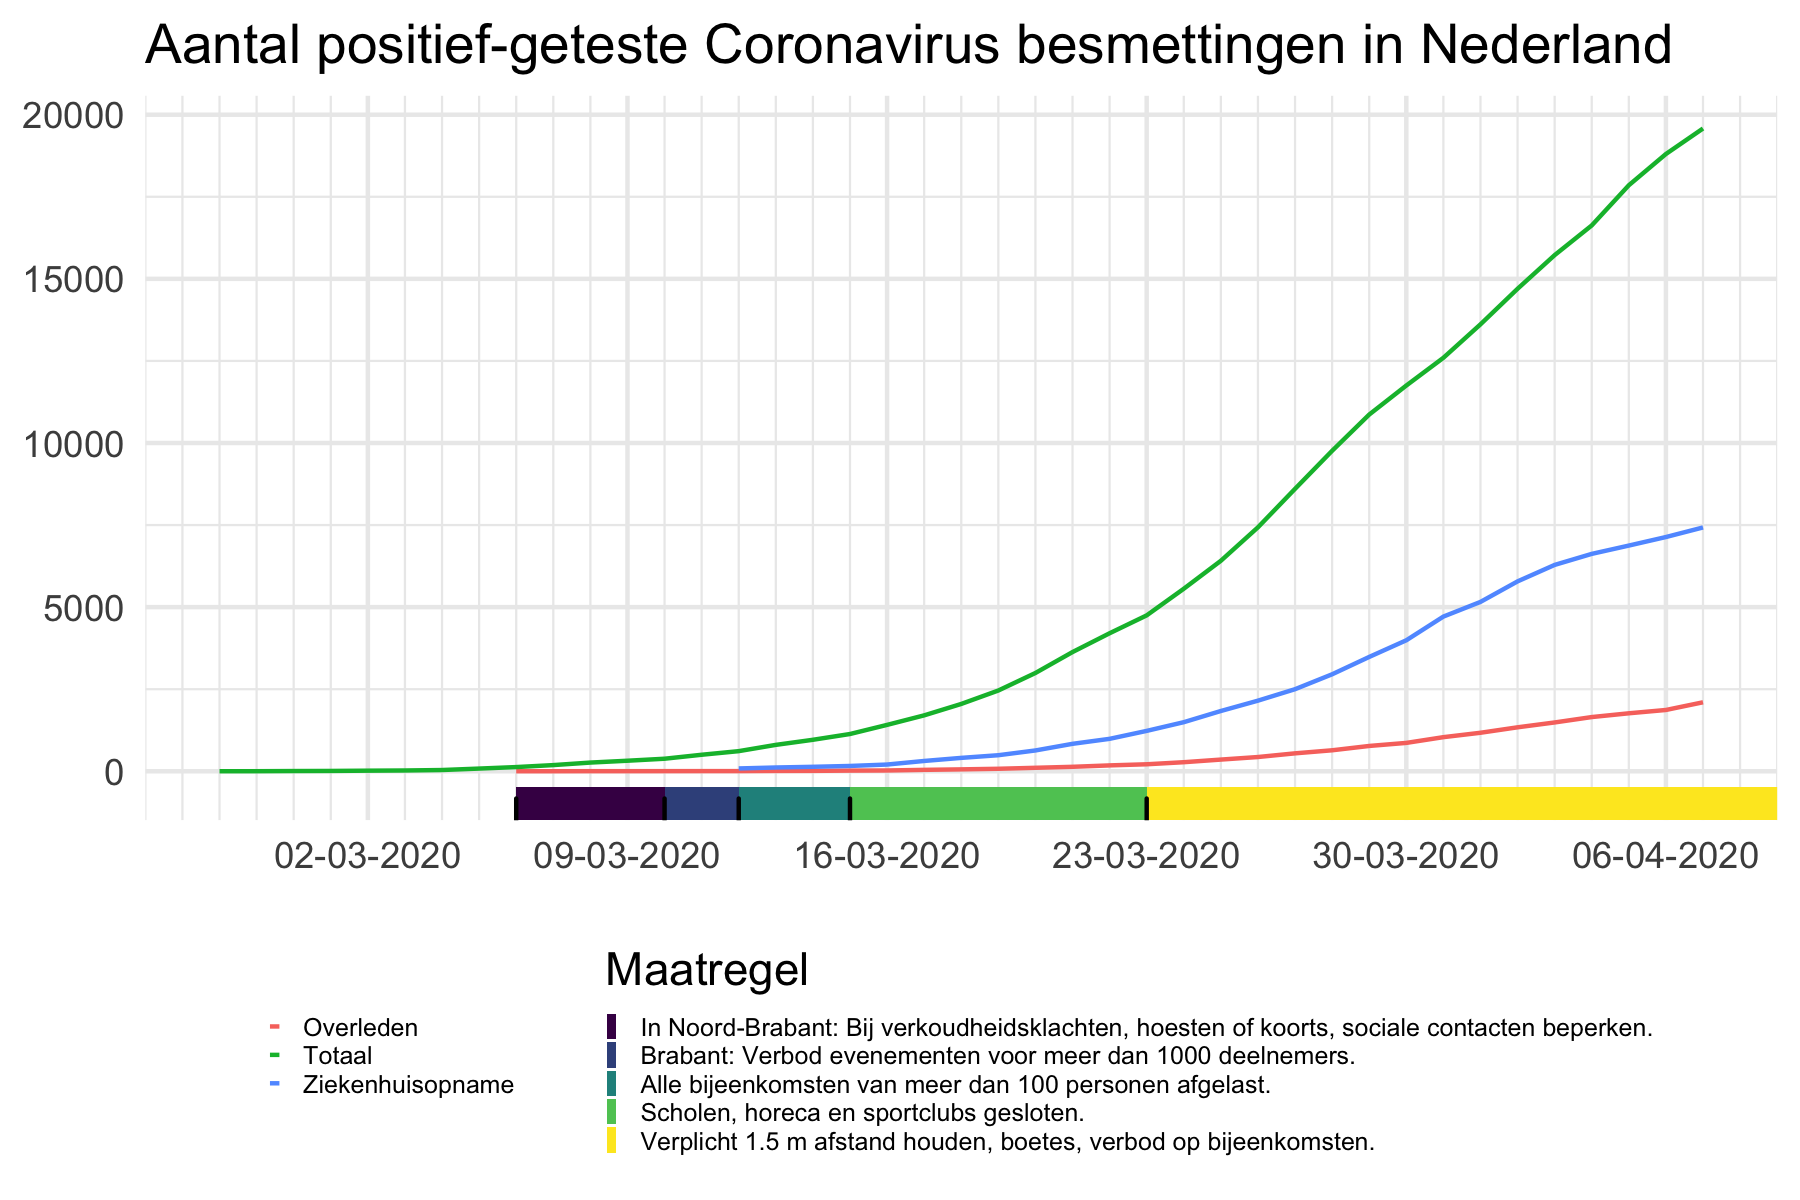 Aantal positief-geteste Coronavirus besmettingen in Nederland
20000
15000
10000
5000
0
02-03-2020
09-03-2020
16-03-2020
23-03-2020
30-03-2020
06-04-2020
Overleden
Totaal
Ziekenhuisopname
Maatregel
In Noord-Brabant: Bij verkoudheidsklachten, hoesten of koorts, sociale contacten beperken.
Brabant: Verbod evenementen voor meer dan 1000 deelnemers.
Alle bijeenkomsten van meer dan 100 personen afgelast.
Scholen, horeca en sportclubs gesloten.
Verplicht 1.5 m afstand houden, boetes, verbod op bijeenkomsten.